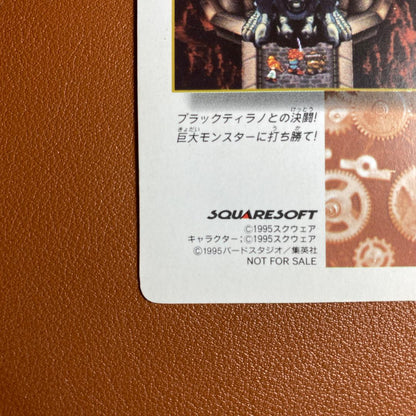 ブラックティラノとの決闘!
巨大モンスターに打ち勝て!
SQUARESOFT
©1995スクウェア
キャラクター;©1995スクウェア
©1995バードスタジオ/集英社
NOT FOR SALE